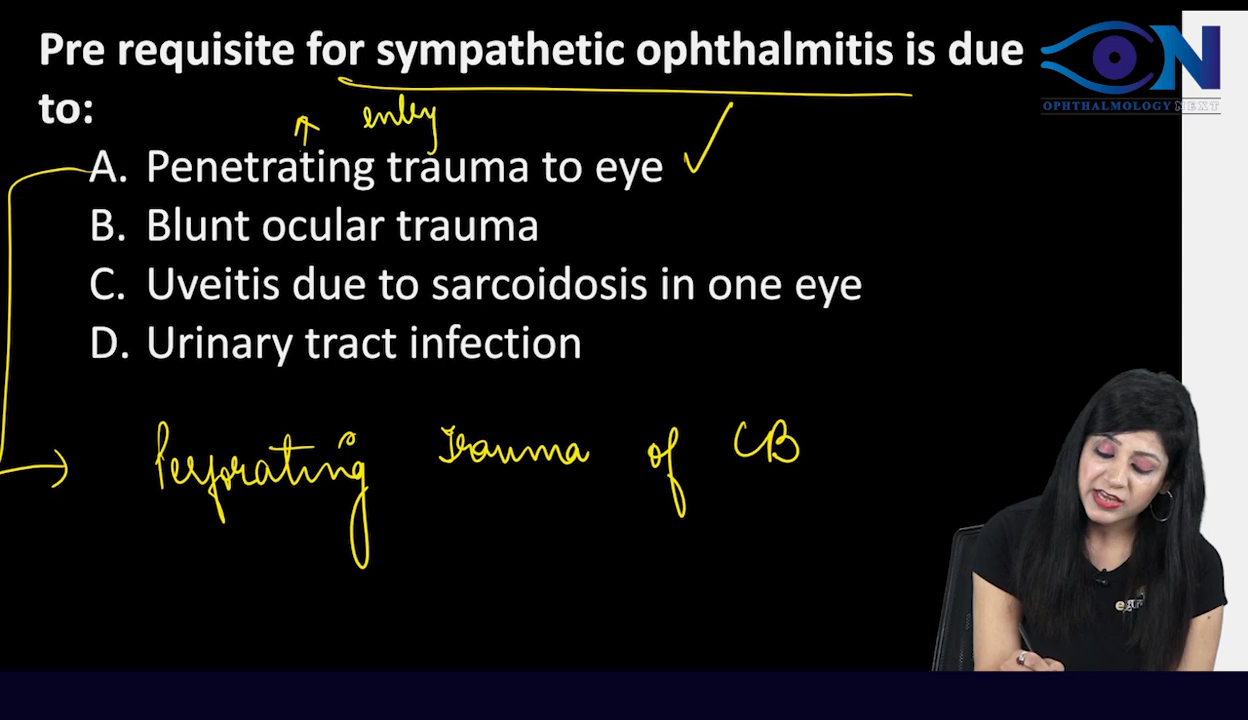 Pre requisite for sympathetic ophthalmitis is due
to:
ON
OPHTHALMOLOGY NEXT
entry
A. Penetrating trauma to eye
B. Blunt ocular trauma
C. Uveitis due to sarcoidosis in one eye
D. Urinary tract infection
Perforating trauma of CB